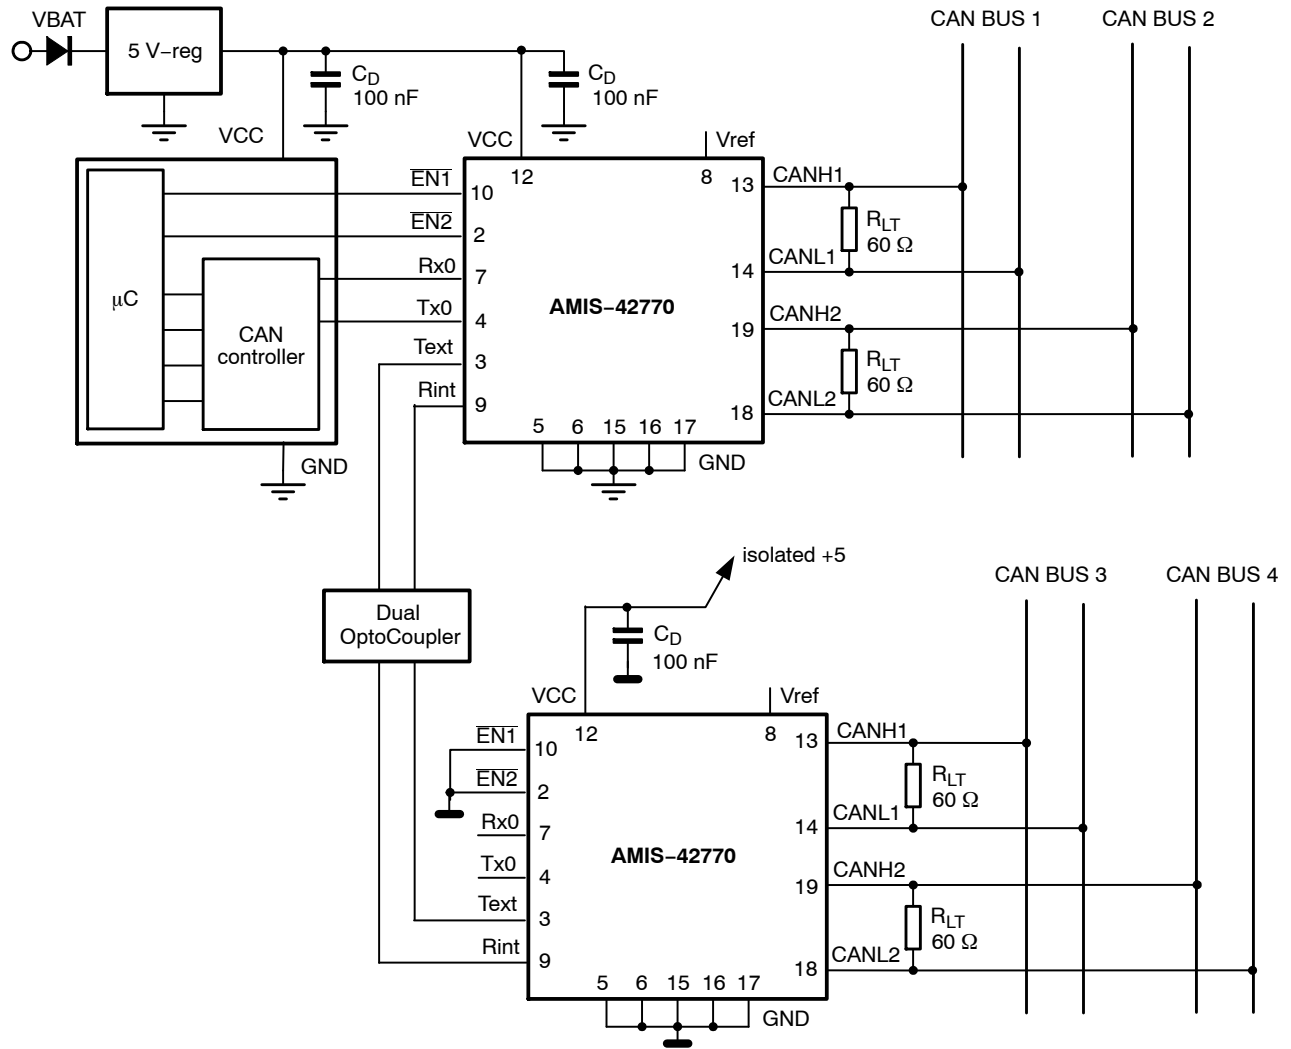 VBAT
5 V−reg
CD
100 nF
CD
100 nF
CAN BUS 1
CAN BUS 2
VCC
VCC
Vref
12
8
EN1
10
EN2
2
Rx0
7
Tx0
4
Text
3
Rint
9
μC
CAN
controller
AMIS−42770
13
CANH1
RLT
60 Ω
14
CANL1
19
CANH2
RLT
60 Ω
18
CANL2
5 6 15 16 17
GND
GND
isolated +5
CAN BUS 3
CAN BUS 4
Dual
OptoCoupler
CD
100 nF
VCC
Vref
12
8
EN1
10
EN2
2
Rx0
7
Tx0
4
Text
3
Rint
9
AMIS−42770
13
CANH1
RLT
60 Ω
14
CANL1
19
CANH2
RLT
60 Ω
18
CANL2
5 6 15 16 17
GND